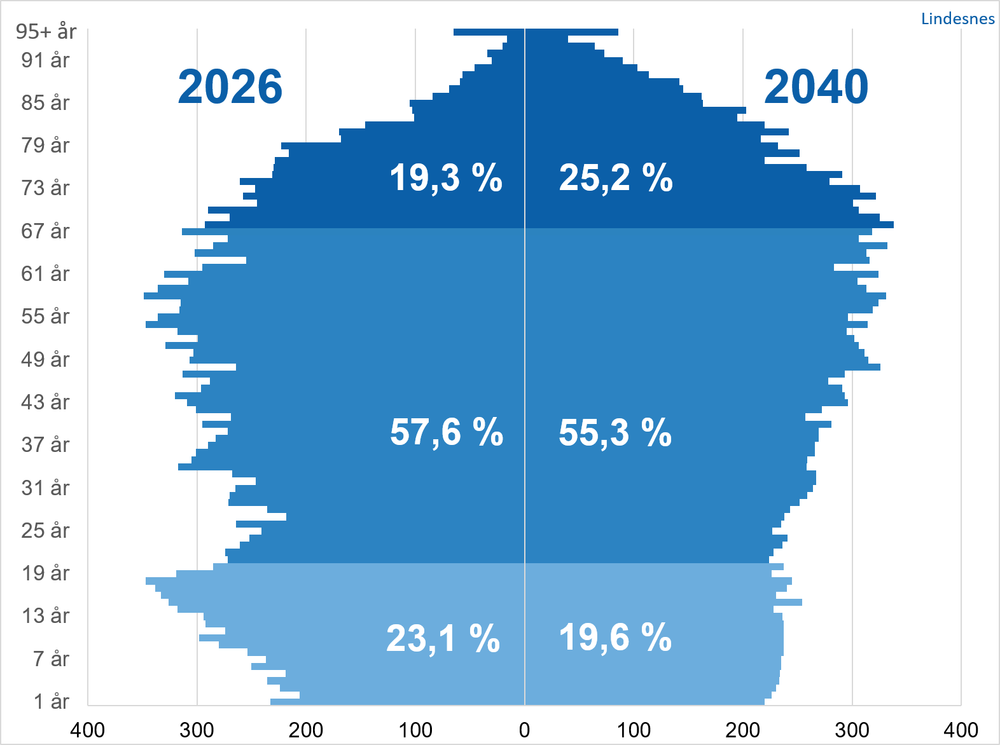 Lindesnes
95+ år
91 år
2026
2040
85 år
79 år
19,3 %
25,2 %
73 år
67 år
61 år
55 år
49 år
43 år
57,6 %
55,3 %
37 år
31 år
25 år
19 år
13 år
23,1 %
19,6 %
7 år
1 år
400 300 200 100 0 100 200 300 400